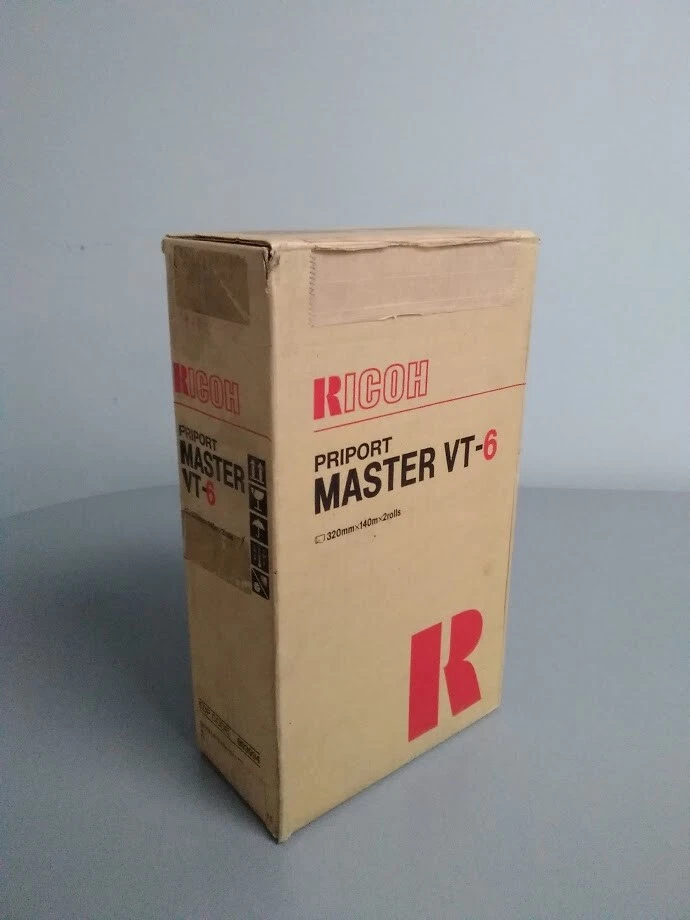 RICOH
PRIPORT
MASTER
VT-6
RICOH
PRIPORT
MASTER VT-6
320mm×140m×2rolls
R